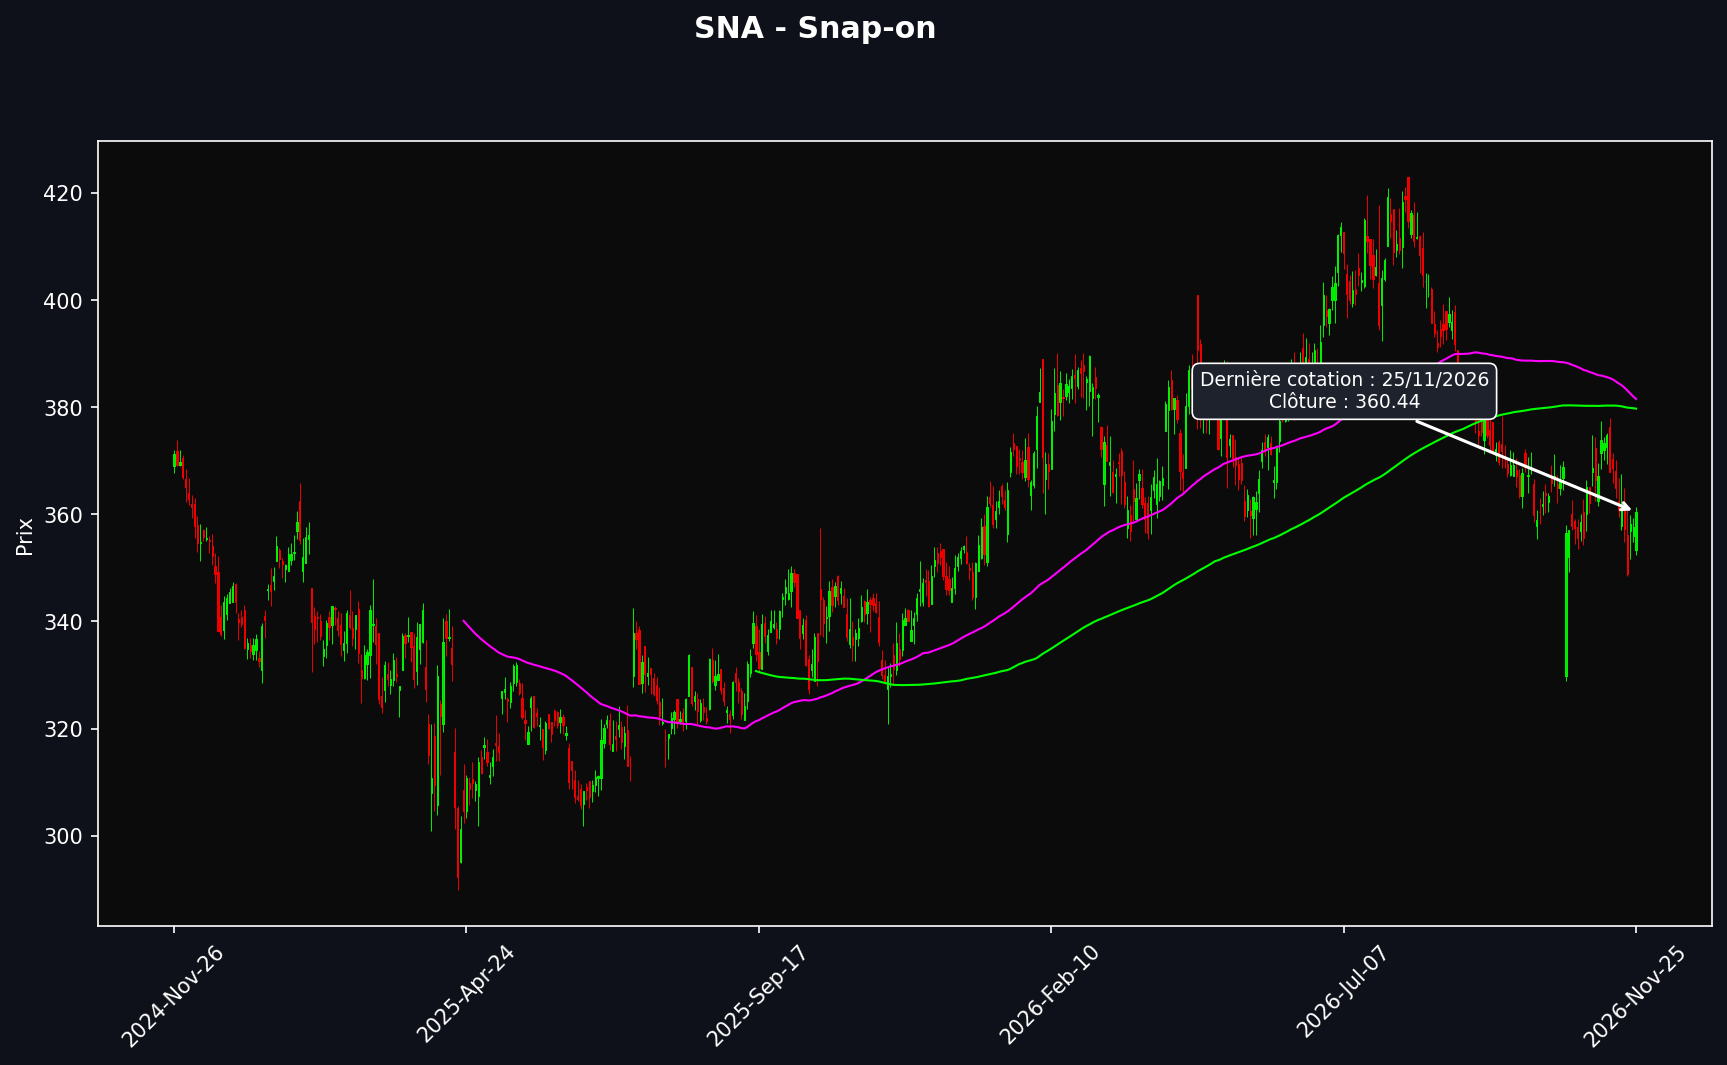 SNA - Snap-on
Prix
420
400
380
360
340
320
300
Dernière cotation : 25/11/2026
Clôture : 360.44
2024-Nov-26
2025-Apr-24
2025-Sep-17
2026-Feb-10
2026-Jul-07
2026-Nov-25